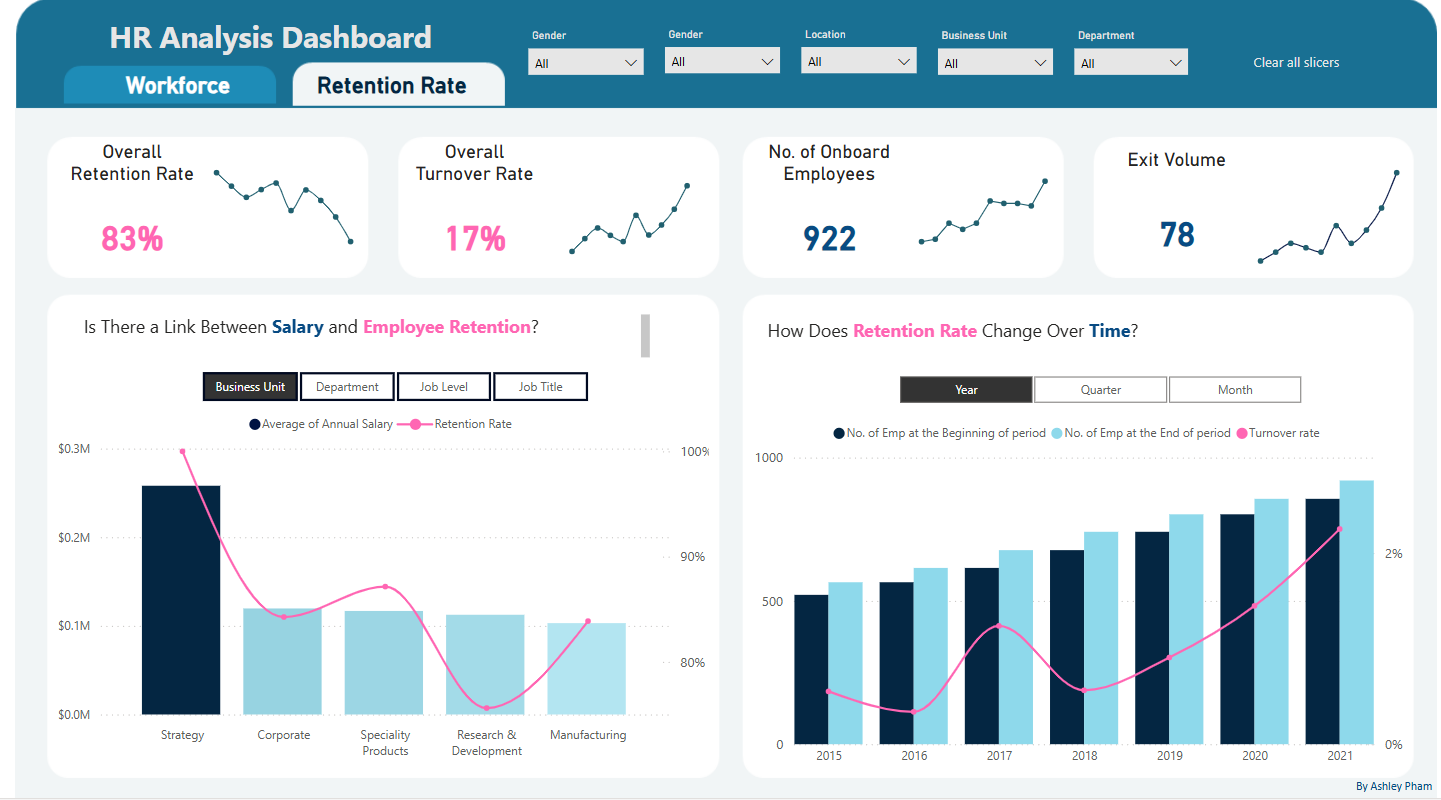 HR Analysis Dashboard
Workforce
Retention Rate
Gender
All
Gender
All
Location
All
Business Unit
All
Department
All
Clear all slicers
Overall
Retention Rate
83%
Overall
Turnover Rate
17%
No. of Onboard
Employees
922
Exit Volume
78
Is There a Link Between Salary and Employee Retention?
Business Unit
Department
Job Level
Job Title
Average of Annual Salary
Retention Rate
$0.3M
$0.2M
$0.1M
$0.0M
100%
90%
80%
Strategy
Corporate
Speciality
Products
Research &
Development
Manufacturing
How Does Retention Rate Change Over Time?
Year
Quarter
Month
No. of Emp at the Beginning of period
No. of Emp at the End of period
Turnover rate
1000
500
0
2%
0%
2015
2016
2017
2018
2019
2020
2021
By Ashley Pham